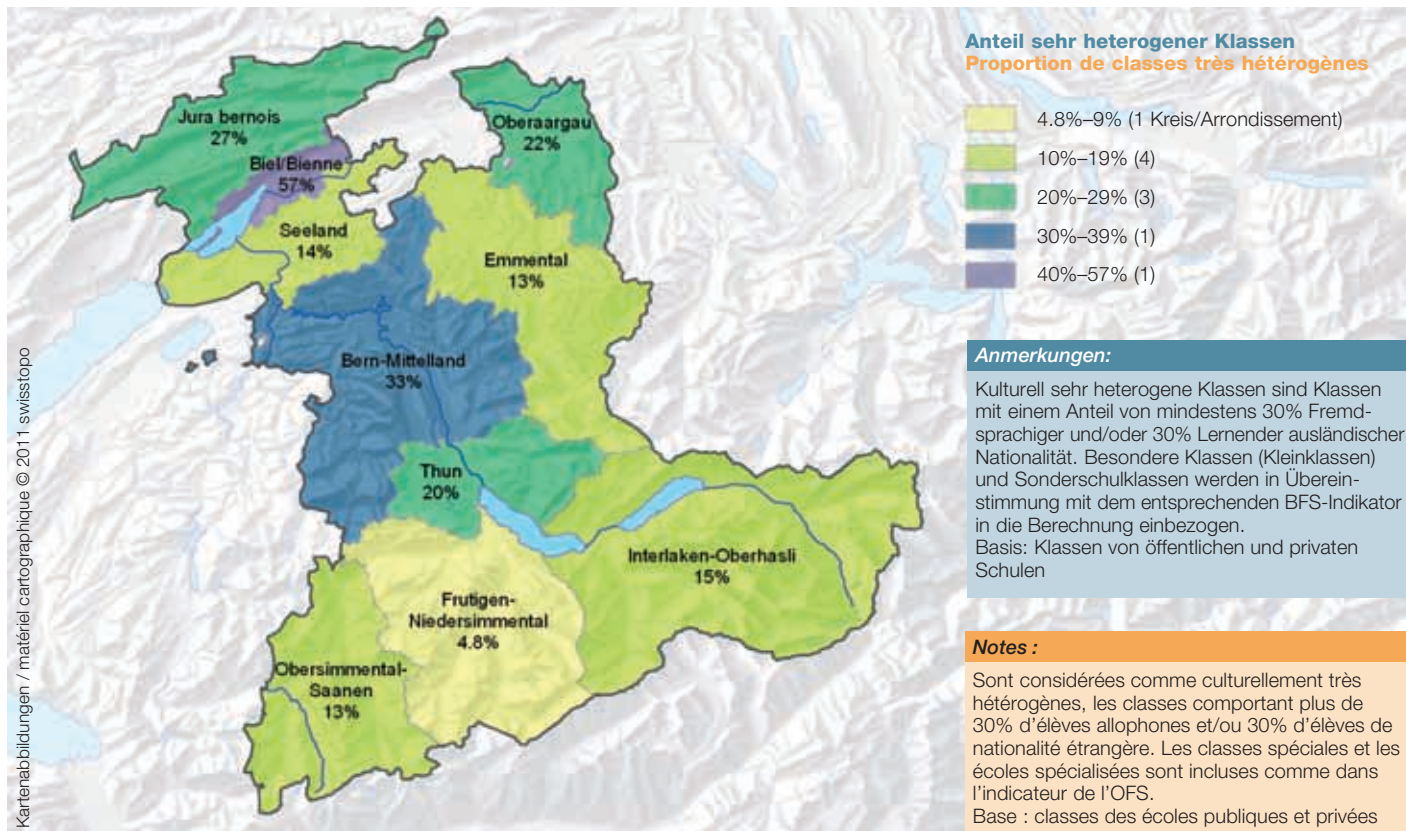 Jura bernois
27%
Biel/Bienne
57%
Oberaargau
22%
Seeland
14%
Emmental
13%
Bern-Mittelland
33%
Thun
20%
Interlaken-Oberhasli
15%
Frutigen-
Niedersimmental
4.8%
Obersimmental-
Saanen
13%
Kartenabbildungen / matériel cartographique © 2011 swisstopo
Anteil sehr heterogener Klassen
Proportion de classes très hétérogènes
4.8%–9% (1 Kreis/Arrondissement)
10%–19% (4)
20%–29% (3)
30%–39% (1)
40%–57% (1)
Anmerkungen:
Kulturell sehr heterogene Klassen sind Klassen
mit einem Anteil von mindestens 30% Fremd-
sprachiger und/oder 30% Lernender ausländischer
Nationalität. Besondere Klassen (Kleinklassen)
und Sonderschulklassen werden in Überein-
stimmung mit dem entsprechenden BFS-Indikator
in die Berechnung einbezogen.
Basis: Klassen von öffentlichen und privaten
Schulen
Notes :
Sont considérées comme culturellement très
hétérogènes, les classes comportant plus de
30% d'élèves allophones et/ou 30% d'élèves de
nationalité étrangère. Les classes spéciales et les
écoles spécialisées sont incluses comme dans
l'indicateur de l'OFS.
Base : classes des écoles publiques et privées